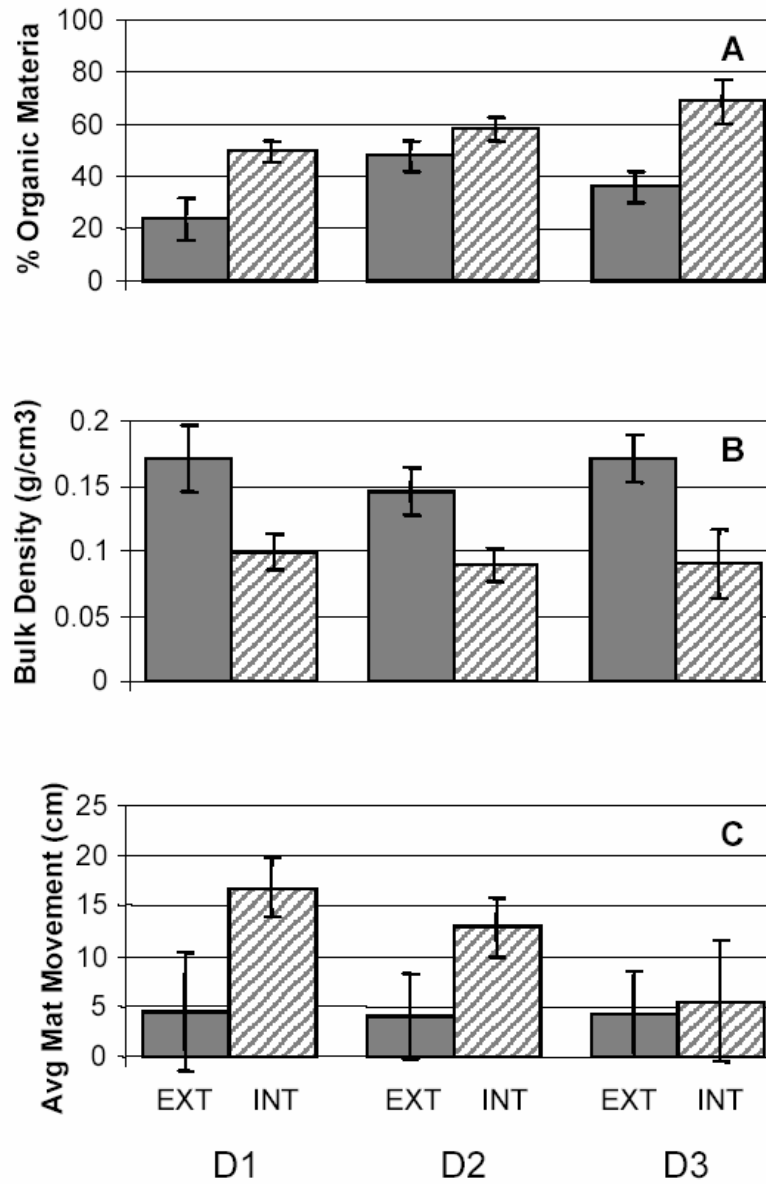 100
80
60
40
20
0
% Organic Materia
A
0.2
0.15
0.1
0.05
0
Bulk Density (g/cm3)
B
25
20
15
10
5
0
Avg Mat Movement (cm)
C
EXT INT EXT INT EXT INT
D1 D2 D3